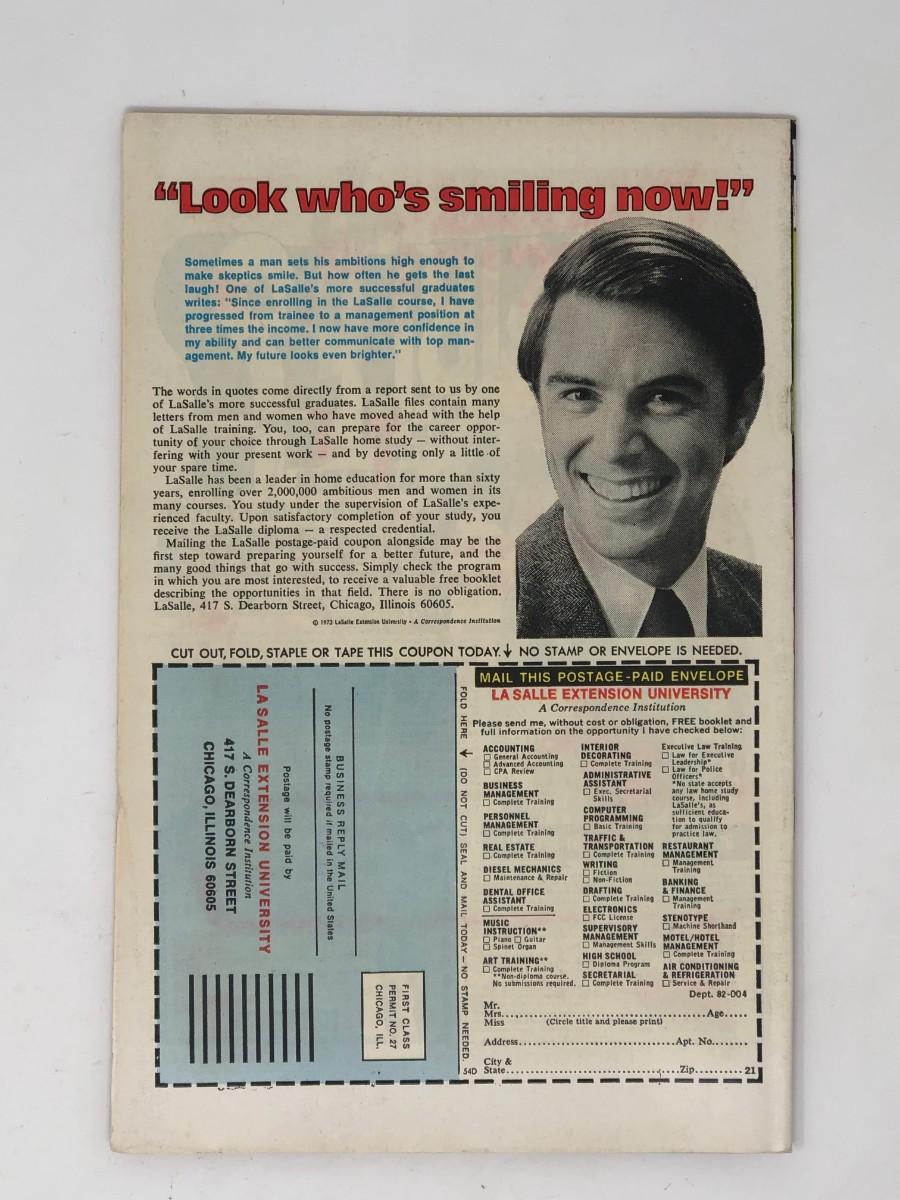 “Look who’s smiling now!”
Sometimes a man sets his ambitions high enough to
make skeptics smile. But how often he gets the last
laugh! One of LaSalle's more successful graduates
writes: "Since enrolling in the LaSalle course, I have
progressed from trainee to a management position at
three times the income. I now have more confidence in
my ability and can better communicate with top man-
agement. My future looks even brighter."
The words in quotes come directly from a report sent to us by one
of LaSalle's more successful graduates. LaSalle files contain many
letters from men and women who have moved ahead with the help
of LaSalle training. You, too, can prepare for the career oppor-
tunity of your choice through LaSalle home study — without inter-
fering with your present work — and by devoting only a little of
your spare time.
LaSalle has been a leader in home education for more than sixty
years, enrolling over 2,000,000 ambitious men and women in its
many courses. You study under the supervision of LaSalle's expe-
rienced faculty. Upon satisfactory completion of your study, you
receive the LaSalle diploma — a respected credential.
Mailing the LaSalle postage-paid coupon alongside may be the
first step toward preparing yourself for a better future, and the
many good things that go with success. Simply check the program
in which you are most interested, to receive a valuable free booklet
describing the opportunities in that field. There is no obligation.
LaSalle, 417 S. Dearborn Street, Chicago, Illinois 60605.
© 1973 LaSalle Extension University • A Correspondence Institution
CUT OUT, FOLD, STAPLE OR TAPE THIS COUPON TODAY. NO STAMP OR ENVELOPE IS NEEDED.
FIRST CLASS
PERMIT NO. 27
CHICAGO, ILL.
BUSINESS REPLY MAIL
No postage stamp required if mailed in the United States
Postage will be paid by
LA SALLE EXTENSION UNIVERSITY
A Correspondence Institution
417 S. DEARBORN STREET
CHICAGO, ILLINOIS 60605
FOLD HERE (DO NOT CUT) SEAL AND MAIL TODAY — NO STAMP NEEDED.
MAIL THIS POSTAGE-PAID ENVELOPE
LA SALLE EXTENSION UNIVERSITY
A Correspondence Institution
Please send me, without cost or obligation, FREE booklet and
full information on the opportunity I have checked below:
ACCOUNTING
☐ General Accounting
☐ Advanced Accounting
☐ CPA Review
BUSINESS
MANAGEMENT
☐ Complete Training
PERSONNEL
MANAGEMENT
☐ Complete Training
REAL ESTATE
☐ Complete Training
DIESEL MECHANICS
☐ Maintenance & Repair
DENTAL OFFICE
ASSISTANT
☐ Complete Training
MUSIC
INSTRUCTION**
☐ Piano ☐ Guitar
☐ Spinet Organ
ART TRAINING**
☐ Complete Training
**Non-diploma course.
No submissions required.
INTERIOR
DECORATING
☐ Complete Training
ADMINISTRATIVE
ASSISTANT
☐ Exec. Secretarial
Skills
COMPUTER
PROGRAMMING
☐ Basic Training
TRAFFIC &
TRANSPORTATION
☐ Complete Training
WRITING
☐ Fiction
☐ Non-Fiction
DRAFTING
☐ Complete Training
ELECTRONICS
☐ FCC License
SUPERVISORY
MANAGEMENT
☐ Management Skills
HIGH SCHOOL
☐ Diploma Program
SECRETARIAL
☐ Complete Training
Executive Law Training
☐ Law for Executive
Leadership*
☐ Law for Police
Officers*
*No state accepts
any law home study
course, including
LaSalle's, as
sufficient educa-
tion to qualify
for admission to
practice law.
RESTAURANT
MANAGEMENT
☐ Management
Training
BANKING
& FINANCE
☐ Management
Training
STENOTYPE
☐ Machine Shorthand
MOTEL/HOTEL
MANAGEMENT
☐ Complete Training
AIR CONDITIONING
& REFRIGERATION
☐ Service & Repair
Dept. 82-004
Mr.
Mrs. Age
Miss (Circle title and please print)
Address Apt. No.
City &
State Zip 21
54D